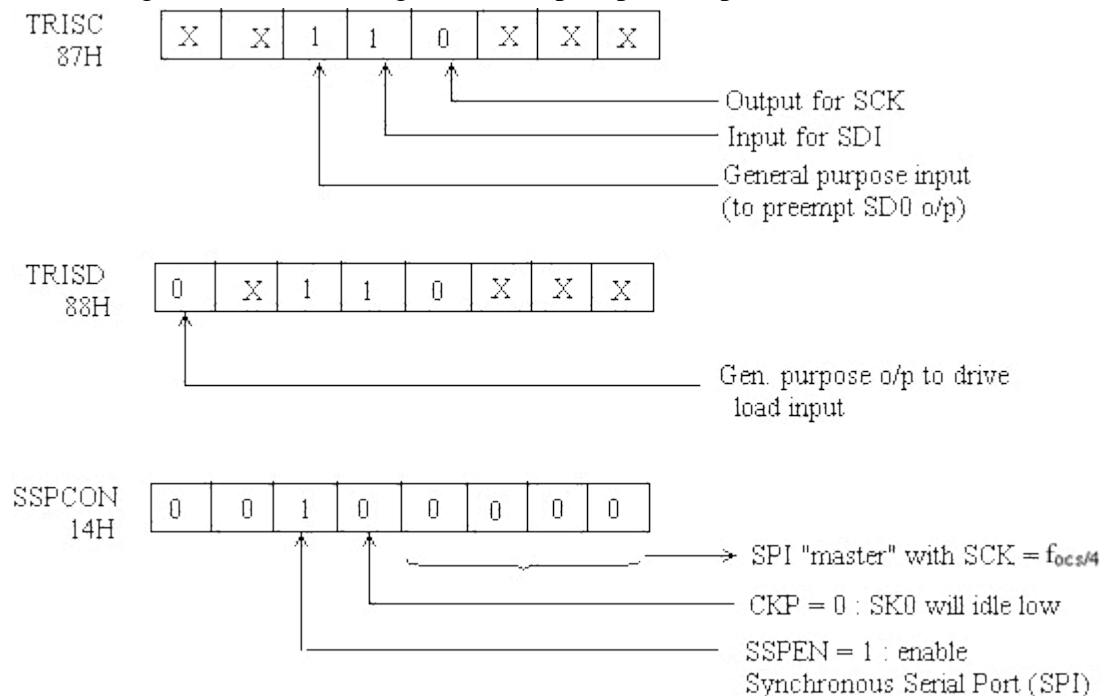 TRISC
87H
X X 1 1 0 X X X
Output for SCK
Input for SDI
General purpose input
(to preempt SD0 o/p)
TRISD
88H
0 X 1 1 0 X X X
Gen. purpose o/p to drive
load input
SSPCON
14H
0 0 1 0 0 0 0 0
SPI "master" with SCK = focs/4
CKP = 0 : SK0 will idle low
SSPEN = 1 : enable
Synchronous Serial Port (SPI)